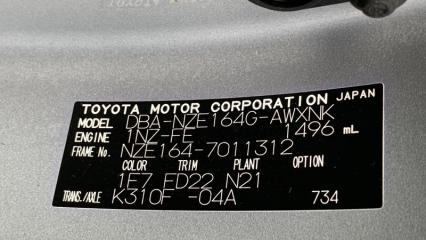 TOYOTA MOTOR CORPORATION JAPAN
MODEL DBA-NZE164G-AWXNK
ENGINE 1NZ-FE 1496 mL
FRAME No. NZE164-7011312
COLOR TRIM PLANT OPTION
1E7 FD22 N21
TRANS./AXLE K310F -04A 734